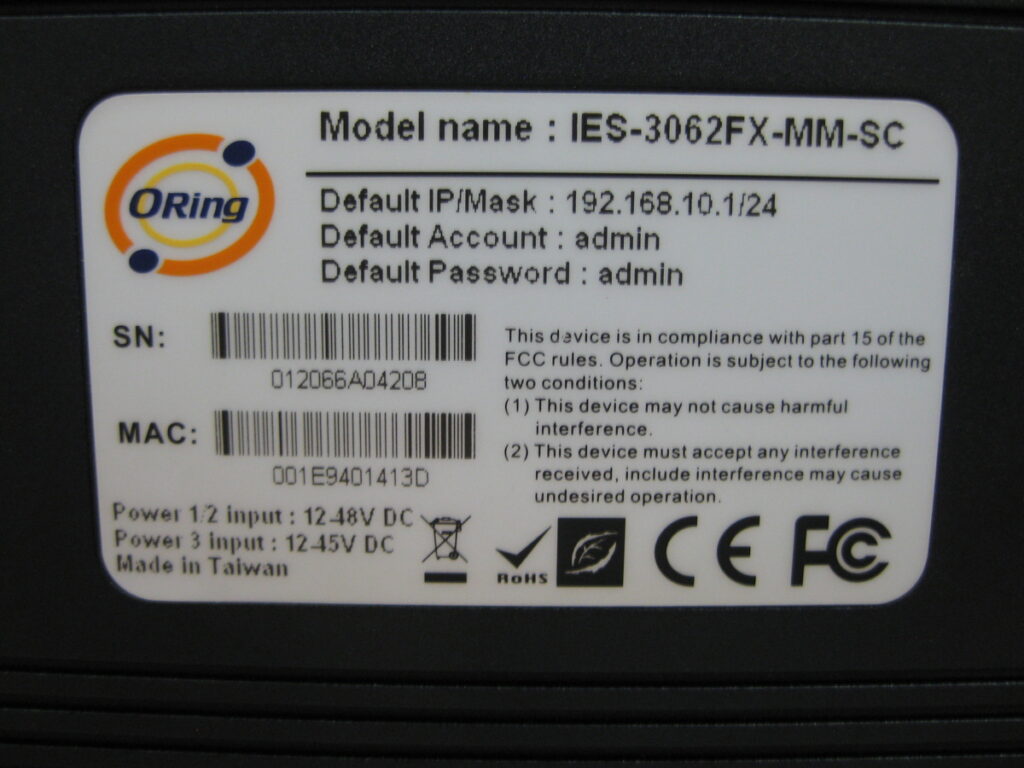 ORing
Model name : IES-3062FX-MM-SC
Default IP/Mask : 192.168.10.1/24
Default Account : admin
Default Password : admin
SN:
012066A04208
MAC:
001E9401413D
Power 1/2 input : 12-48V DC
Power 3 input : 12-45V DC
Made in Taiwan
This device is in compliance with part 15 of the
FCC rules. Operation is subject to the following
two conditions:
(1) This device may not cause harmful
interference.
(2) This device must accept any interference
received, include interference may cause
undesired operation.
RoHS
CE
FC